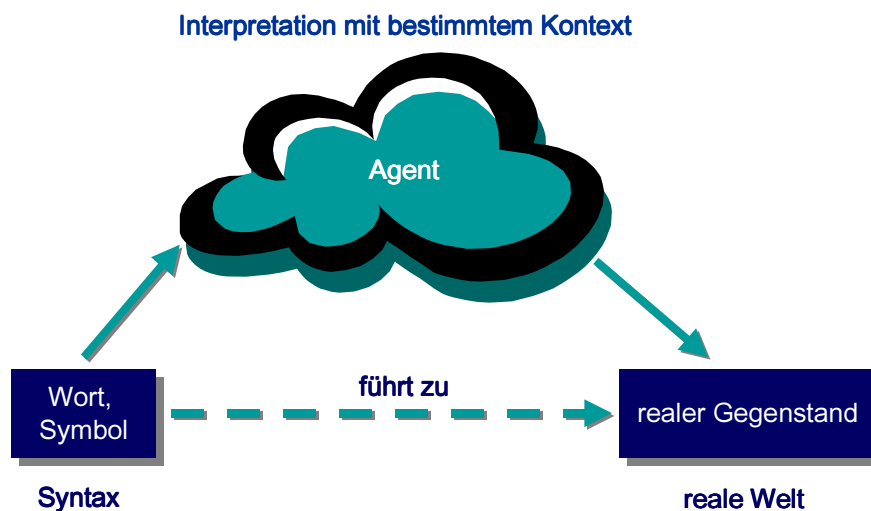 Interpretation mit bestimmtem Kontext
Agent
führt zu
Wort,
Symbol
realer Gegenstand
Syntax
reale Welt